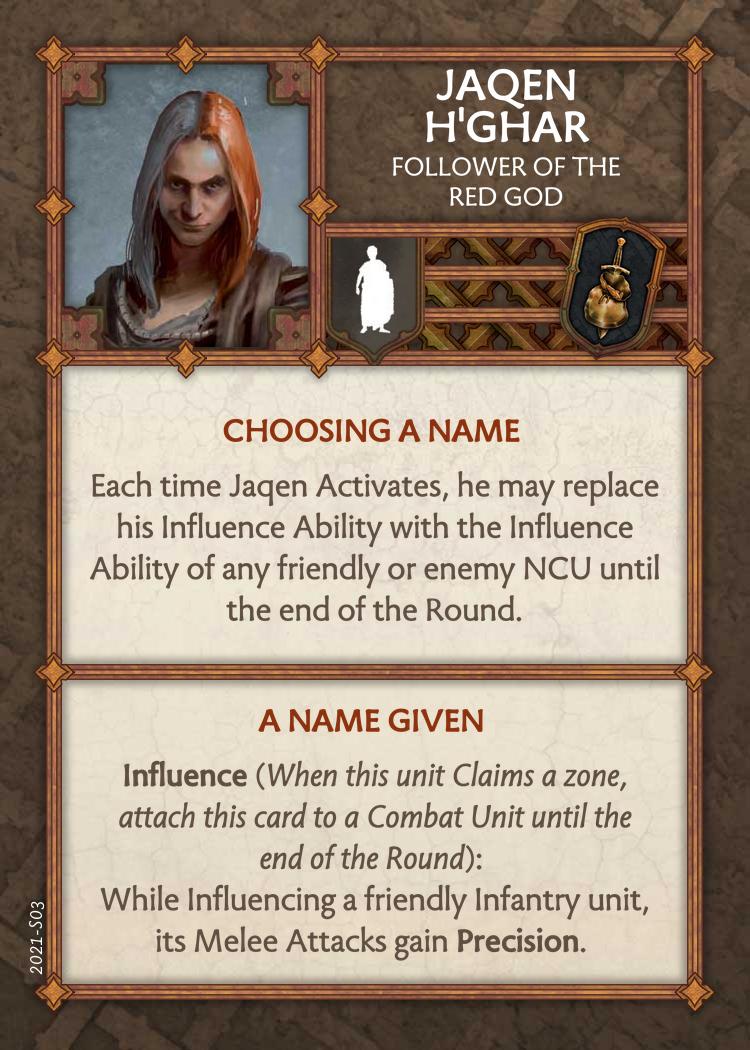 JAQEN
H'GHAR
FOLLOWER OF THE
RED GOD
CHOOSING A NAME
Each time Jaqen Activates, he may replace
his Influence Ability with the Influence
Ability of any friendly or enemy NCU until
the end of the Round.
A NAME GIVEN
Influence (When this unit Claims a zone,
attach this card to a Combat Unit until the
end of the Round):
While Influencing a friendly Infantry unit,
its Melee Attacks gain Precision.
2021-S03